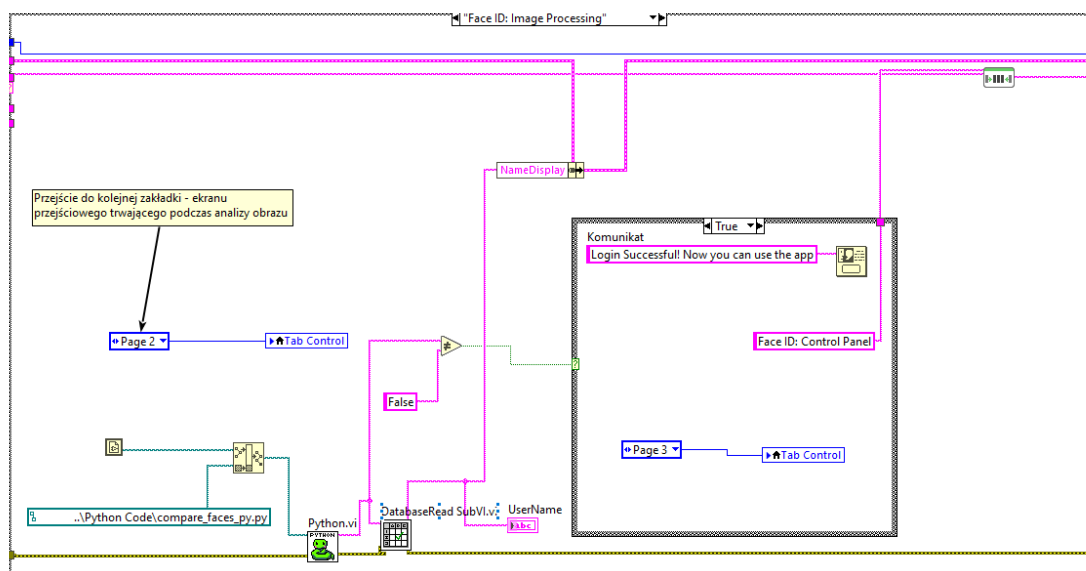 "Face ID: Image Processing"
NameDisplay
Przejście do kolejnej zakładki - ekranu
przejściowego trwającego podczas analizy obrazu
True
Komunikat
Login Successful! Now you can use the app
Page 2
Tab Control
Face ID: Control Panel
False
Page 3
Tab Control
..\Python Code\compare_faces_py.py
Python.vi
PYTHON
DatabaseRead SubVI.v
UserName
Abc